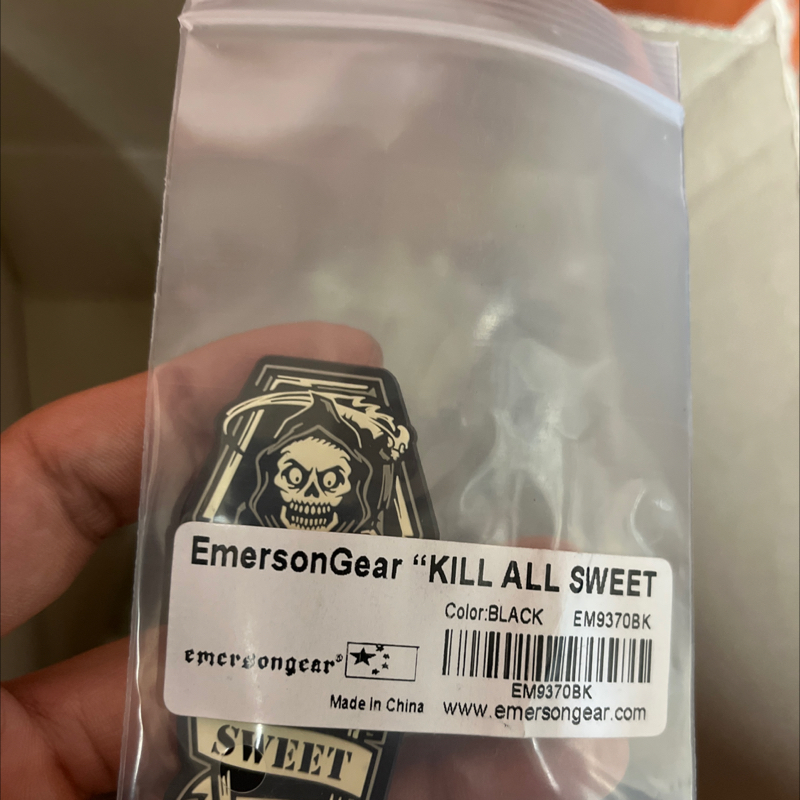 EmersonGear “KILL ALL SWEET
Color:BLACK EM9370BK
emersongear®
EM9370BK
Made in China www.emersongear.com
SWEET